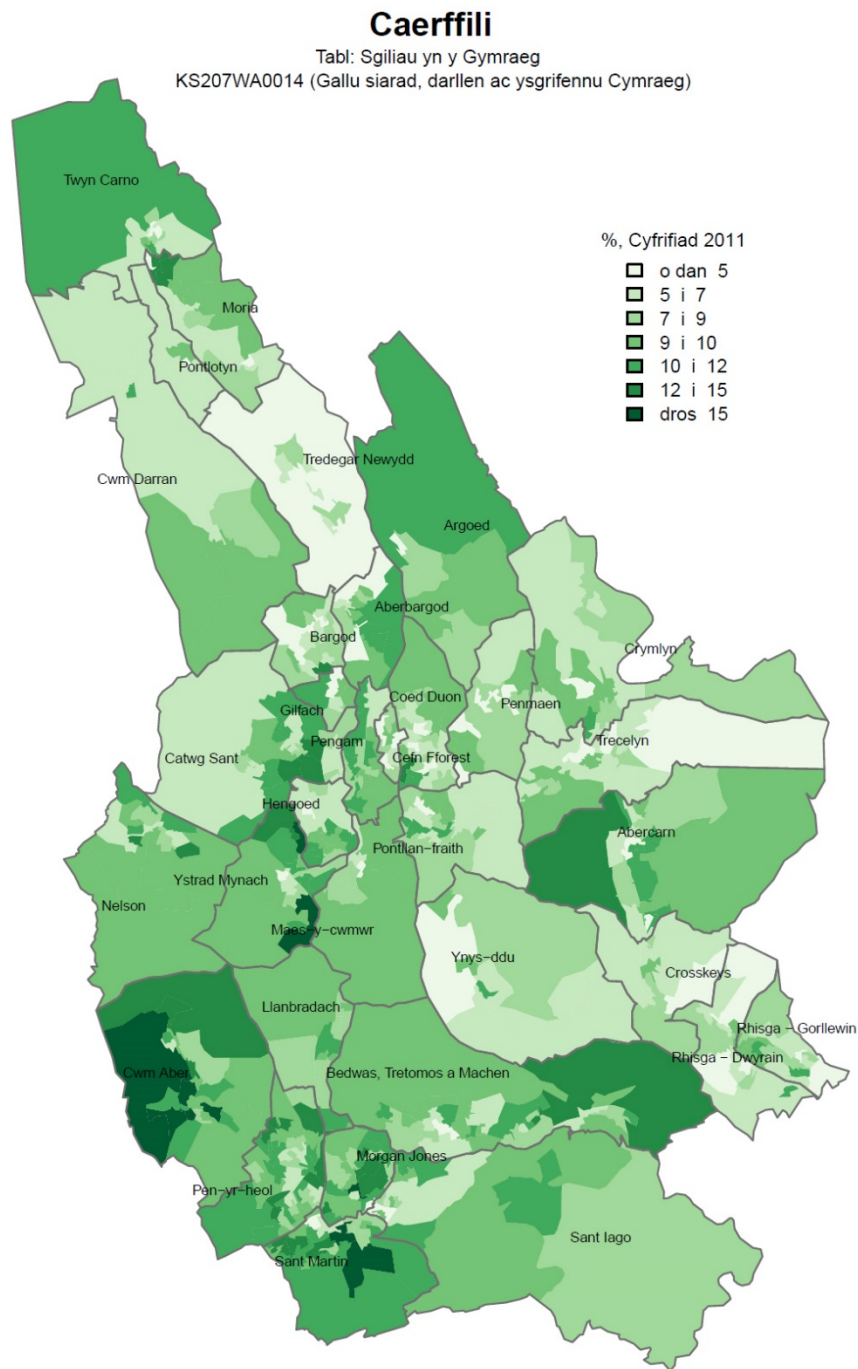 Caerffili
Tabl: Sgiliau yn y Gymraeg
KS207WA0014 (Gallu siarad, darllen ac ysgrifennu Cymraeg)
%, Cyfrifiad 2011
o dan 5
5 i 7
7 i 9
9 i 10
10 i 12
12 i 15
dros 15
Twyn Carno
Moria
Pontlotyn
Tredegar Newydd
Cwm Darran
Argoed
Aberbargod
Bargod
Crymlyn
Coed Duon
Penmaen
Gilfach
Trecelyn
Pengam
Catwg Sant
Cefn Fforest
Hengoed
Abercarn
Pontllan-fraith
Ystrad Mynach
Nelson
Maes-y-cwmwr
Ynys-ddu
Crosskeys
Llanbradach
Rhisga - Gorllewin
Rhisga - Dwyrain
Cwm Aber
Bedwas, Tretomos a Machen
Morgan Jones
Pen-yr-heol
Sant Iago
Sant Martin